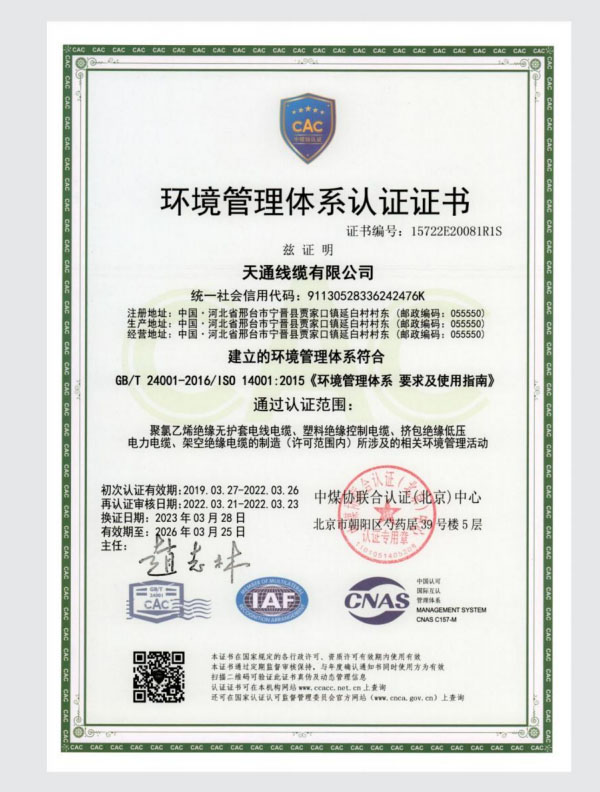 CAC
中煤协认证
环境管理体系认证证书
证书编号：15722E20081R1S
兹 证 明
天通线缆有限公司
统一社会信用代码：91130528336242476K
注册地址：中国·河北省邢台市宁晋县贾家口镇延白村村东（邮政编码：055550）
生产地址：中国·河北省邢台市宁晋县贾家口镇延白村村东（邮政编码：055550）
经营地址：中国·河北省邢台市宁晋县贾家口镇延白村村东（邮政编码：055550）
建立的环境管理体系符合
GB/T 24001-2016/ISO 14001:2015《环境管理体系 要求及使用指南》
通过认证范围：
聚氯乙烯绝缘无护套电线电缆、塑料绝缘控制电缆、挤包绝缘低压
电力电缆、架空绝缘电缆的制造（许可范围内）所涉及的相关环境管理活动
初次认证有效期:2019.03.27-2022.03.26
再认证审核日期:2022.03.21-2022.03.23
换证日期：2023 年 03 月 28 日
有效期至：2026 年 03 月 25 日
主任：
赵志林
中煤协联合认证(北京)中心
北京市朝阳区芍药居 39 号楼 5 层
认证专用章
GB/T
24001
CAC
MEMBER OF MULTILATERAL
IAF
RECOGNITION ARRANGEMENT
CNAS
中国认可
国际互认
管理体系
MANAGEMENT SYSTEM
CNAS C157-M
本证书在国家规定的各行政许可、资质许可有效期内使用有效
本证书通过定期监督审核保持，与年度确认通知书同时使用方为有效
扫描二维码可验证此证书真伪及动态管理信息
认证证书可在本机构网站 www.ccacc.net.cn 上查询
还可在国家认证认可监督管理委员会官方网站（www.cnca.gov.cn）上查询